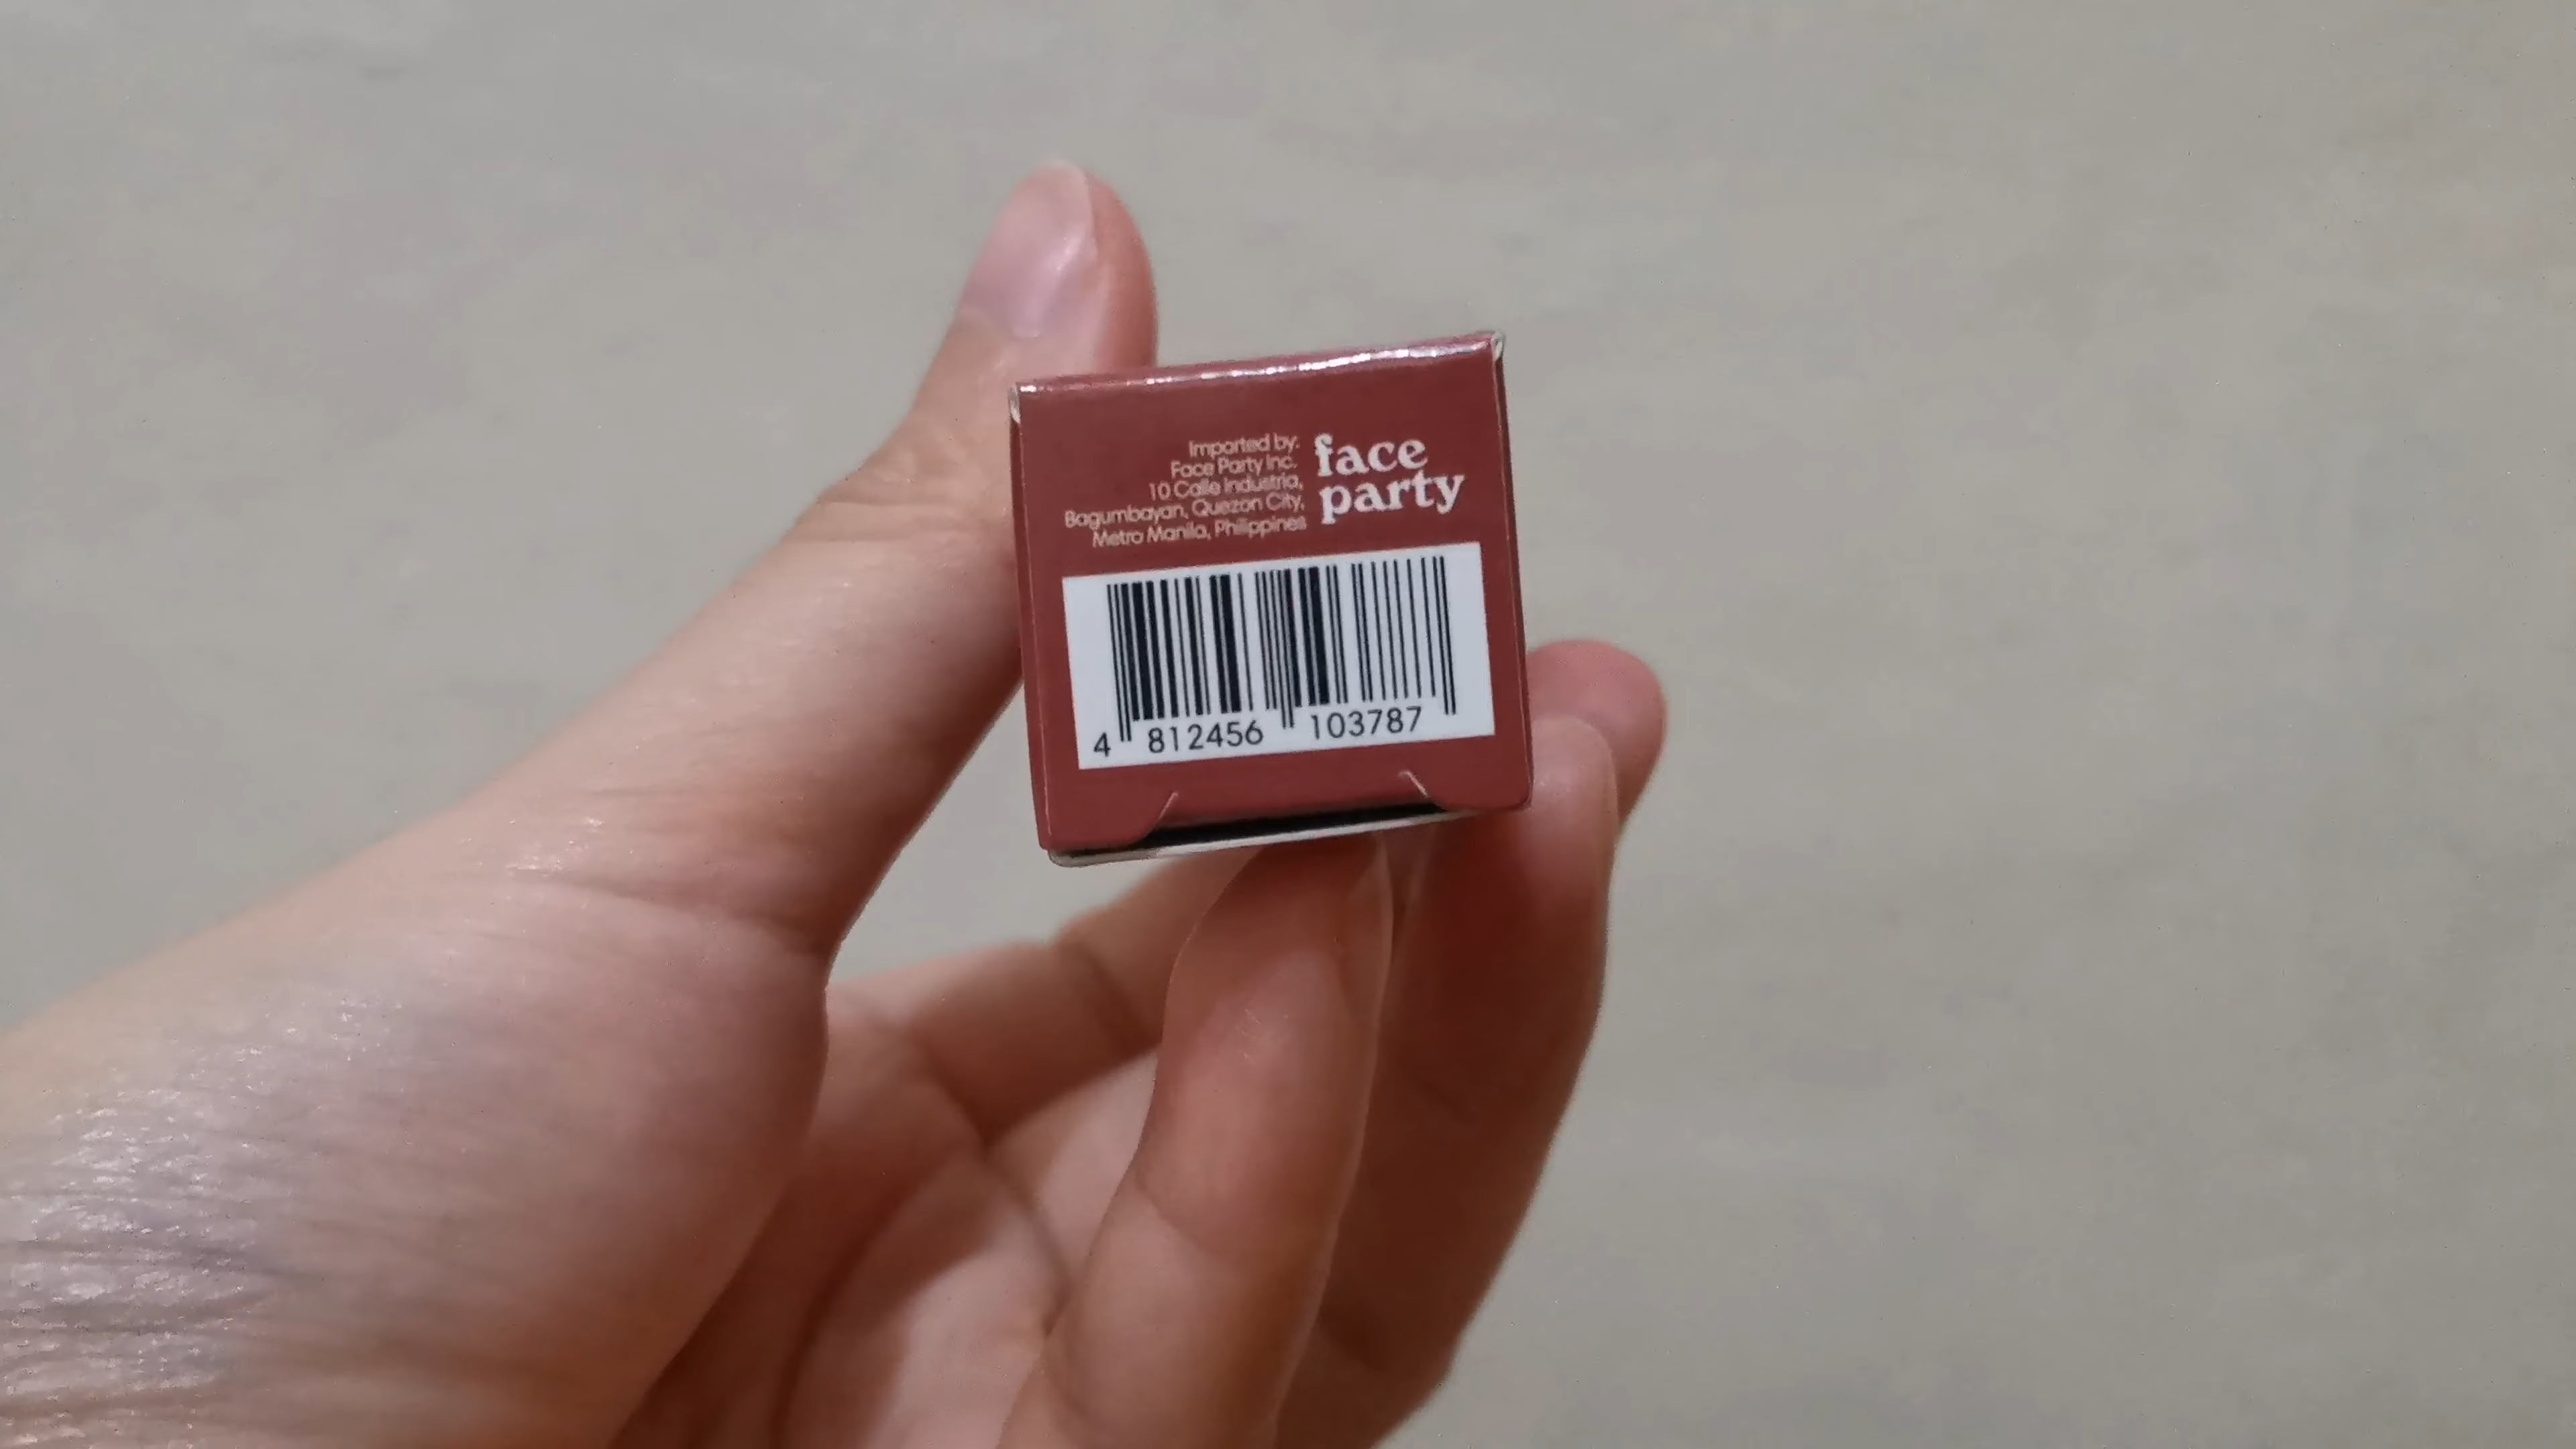 Imported by:
Face Party Inc.
10 Calle Industria,
Bagumbayan, Quezon City,
Metro Manila, Philippines
face
party
4 812456 103787